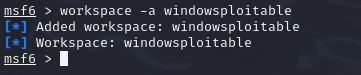 msf6 > workspace -a windowsploitable
[*] Added workspace: windowsploitable
[*] Workspace: windowsploitable
msf6 >